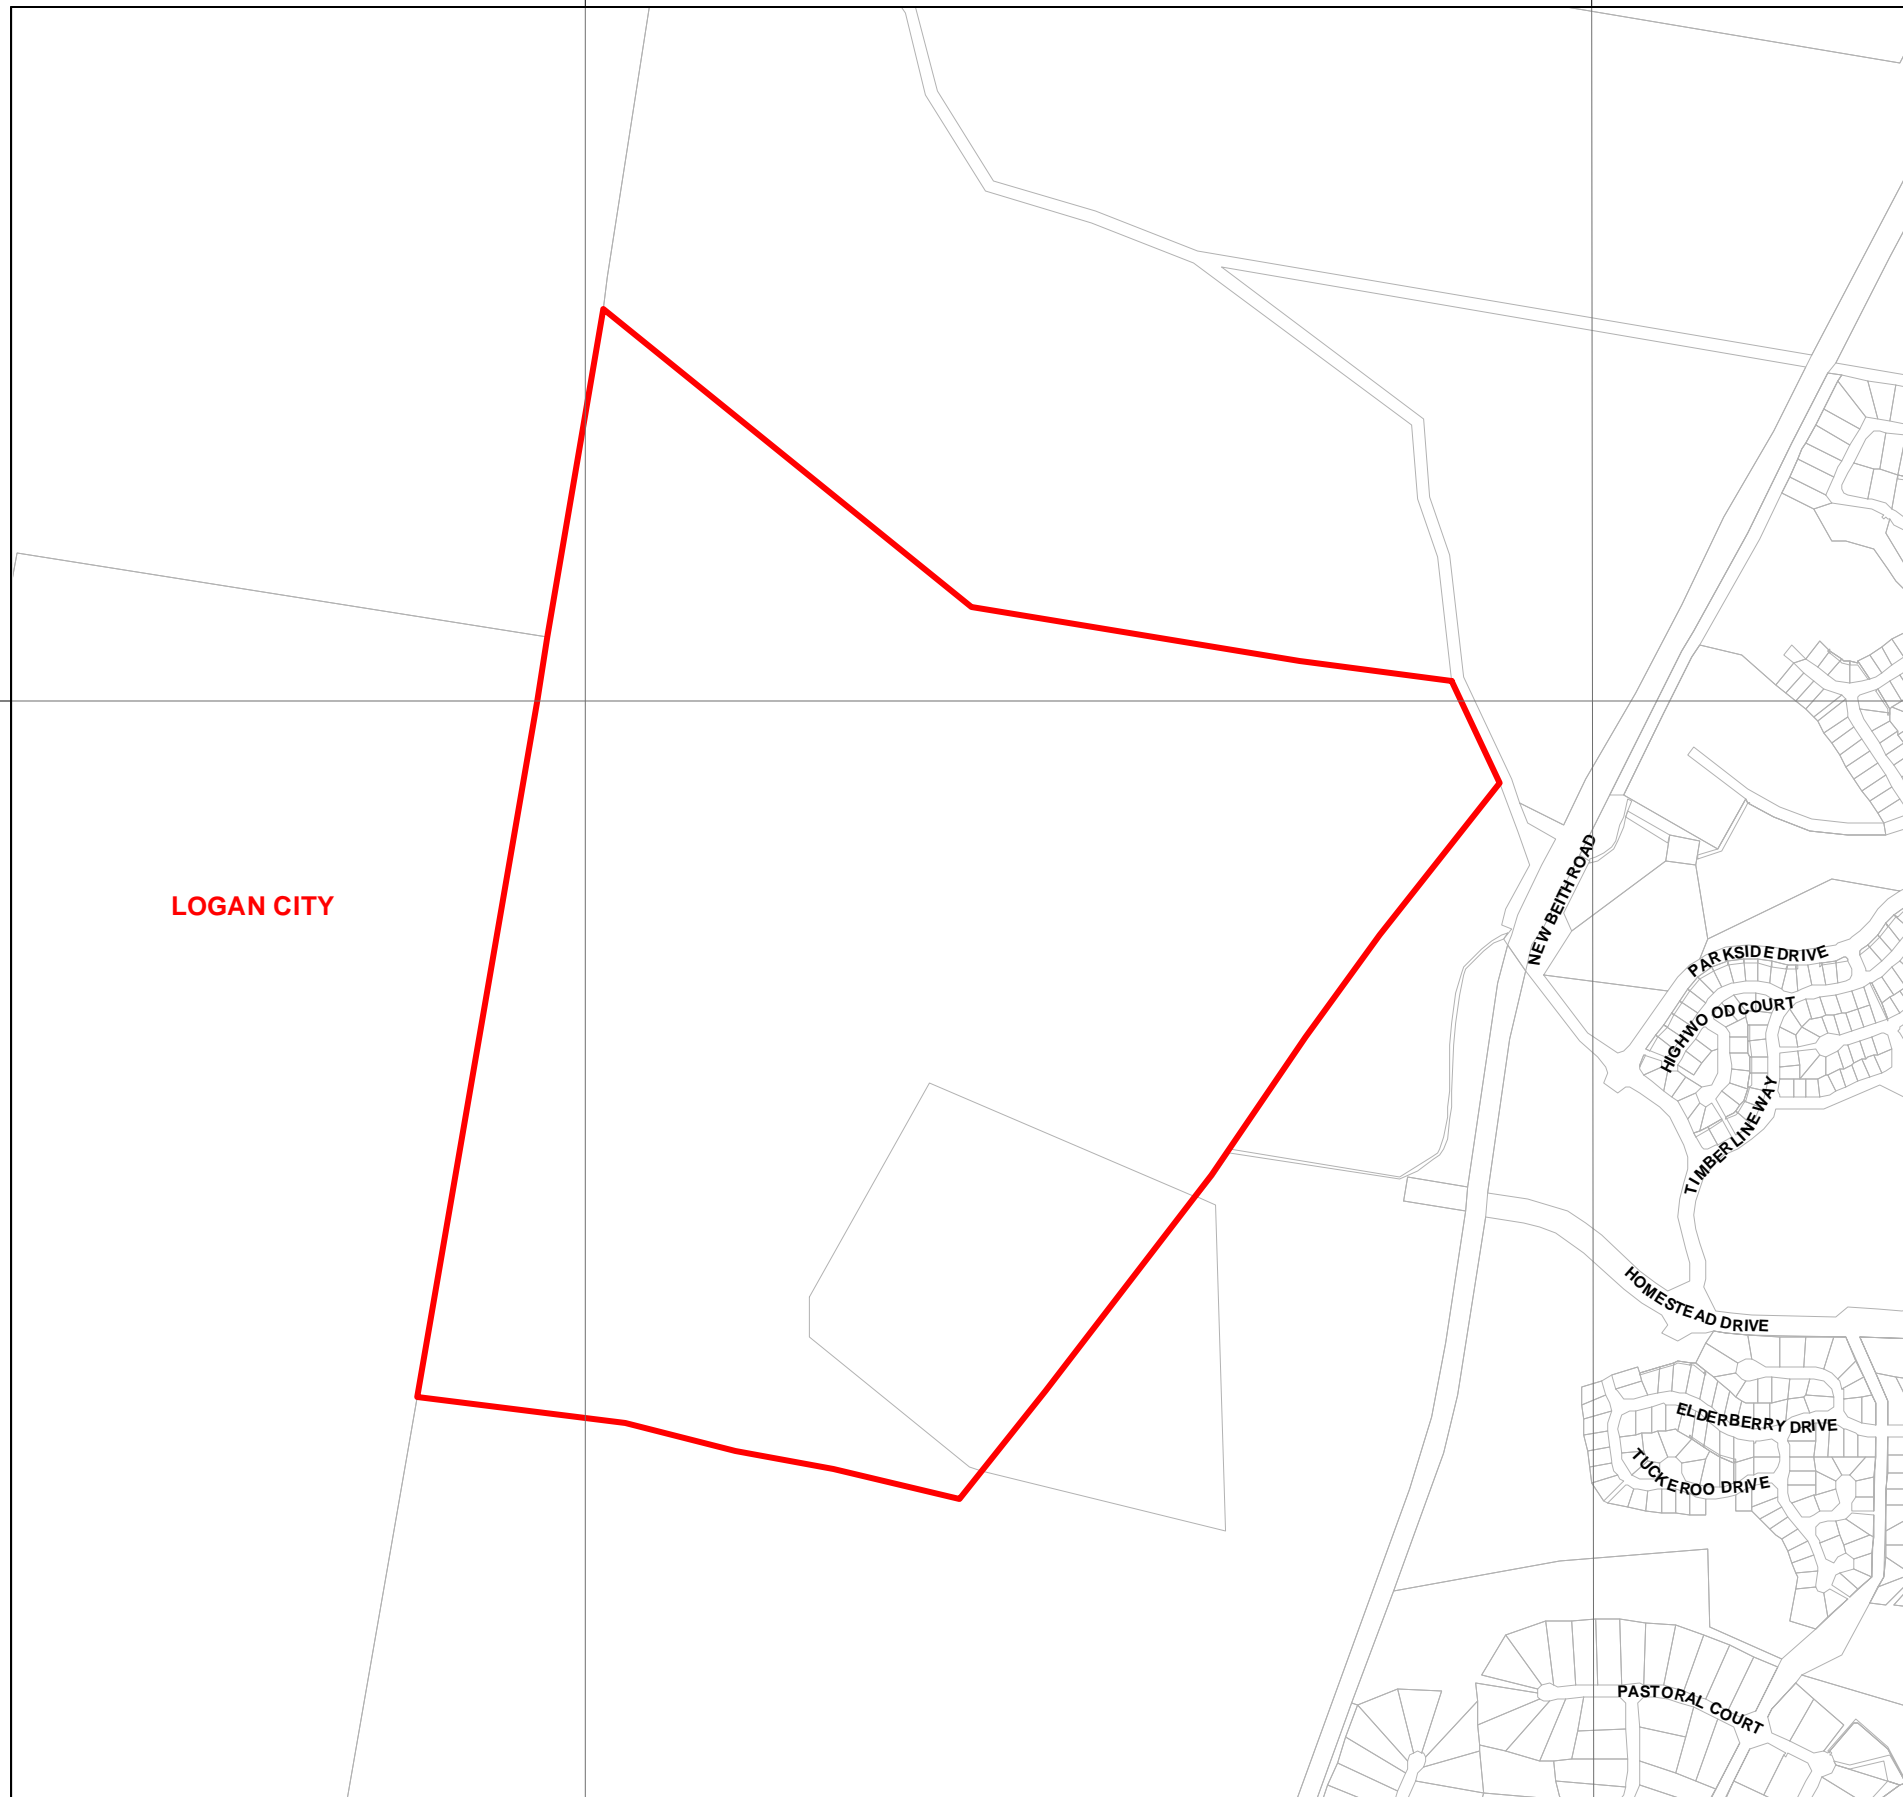 NEW BEITH ROAD
LOGAN CITY
PARKSIDE DRIVE
HIGHWOOD COURT
TIMBERLINE WAY
HOMESTEAD DRIVE
ELDERBERRY DRIVE
TUCKEROO DRIVE
PASTORAL COURT